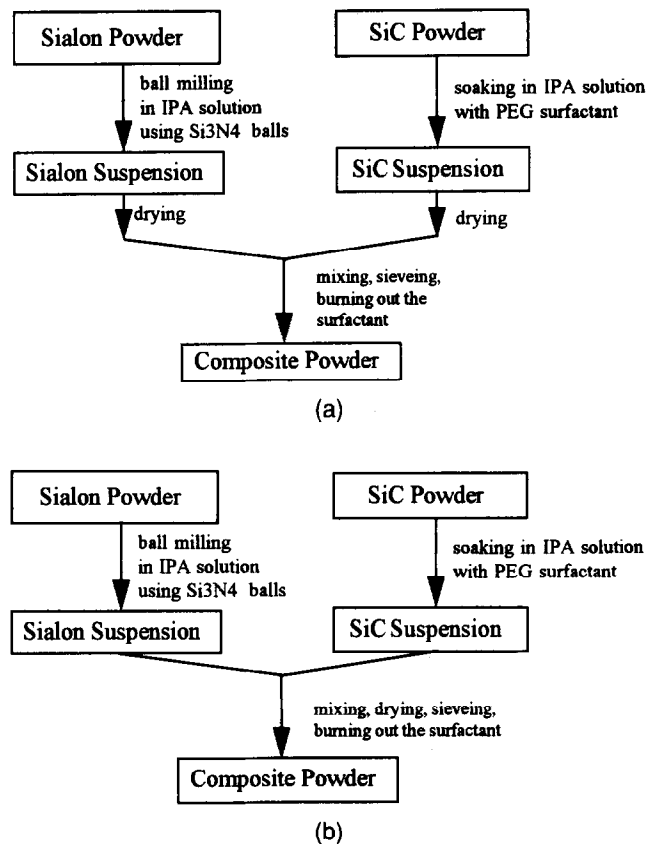 Sialon Powder
SiC Powder
ball milling
in IPA solution
using Si3N4 balls
soaking in IPA solution
with PEG surfactant
Sialon Suspension
SiC Suspension
drying
drying
mixing, sieveing,
burning out the
surfactant
Composite Powder
(a)
Sialon Powder
SiC Powder
ball milling
in IPA solution
using Si3N4 balls
soaking in IPA solution
with PEG surfactant
Sialon Suspension
SiC Suspension
mixing, drying, sieveing,
burning out the surfactant
Composite Powder
(b)